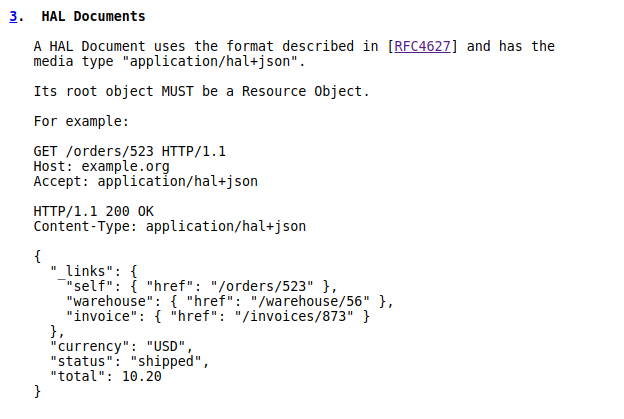 3.  HAL Documents
A HAL Document uses the format described in [RFC4627] and has the
media type "application/hal+json".
Its root object MUST be a Resource Object.
For example:
GET /orders/523 HTTP/1.1
Host: example.org
Accept: application/hal+json
HTTP/1.1 200 OK
Content-Type: application/hal+json
{
  "_links": {
    "self": { "href": "/orders/523" },
    "warehouse": { "href": "/warehouse/56" },
    "invoice": { "href": "/invoices/873" }
  },
  "currency": "USD",
  "status": "shipped",
  "total": 10.20
}